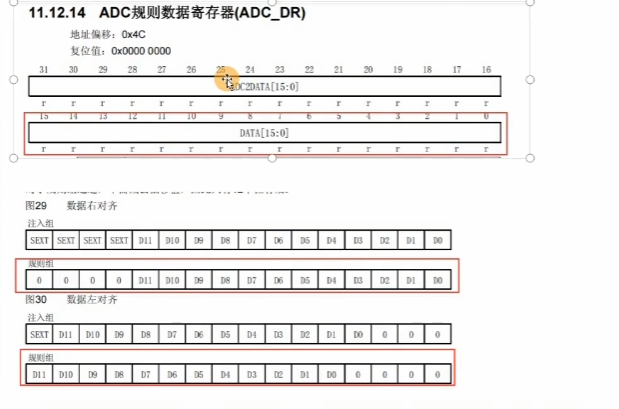 11.12.14 ADC规则数据寄存器(ADC_DR)
地址偏移：0x4C
复位值：0x0000 0000
31 30 29 28 27 26 25 24 23 22 21 20 19 18 17 16
ADC2DATA[15:0]
r r r r r r r r r r r r r r r r
15 14 13 12 11 10 9 8 7 6 5 4 3 2 1 0
DATA[15:0]
r r r r r r r r r r r r r r r r
图29 数据右对齐
注入组
SEXT SEXT SEXT SEXT D11 D10 D9 D8 D7 D6 D5 D4 D3 D2 D1 D0
规则组
0 0 0 0 D11 D10 D9 D8 D7 D6 D5 D4 D3 D2 D1 D0
图30 数据左对齐
注入组
SEXT D11 D10 D9 D8 D7 D6 D5 D4 D3 D2 D1 D0 0 0 0
规则组
D11 D10 D9 D8 D7 D6 D5 D4 D3 D2 D1 D0 0 0 0 0